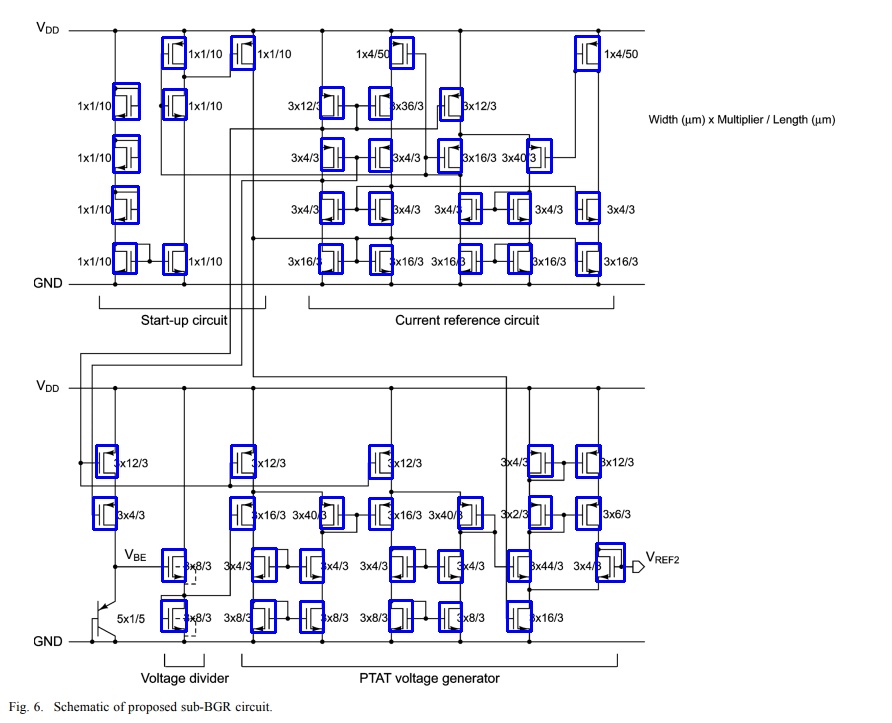 VDD
1x1/10 1x1/10 1x4/50 1x4/50
1x1/10 1x1/10 3x12/3 3x36/3 3x12/3
Width (μm) x Multiplier / Length (μm)
1x1/10 3x4/3 3x4/3 3x16/3 3x40/3
1x1/10 3x4/3 3x4/3 3x4/3 3x4/3 3x4/3
1x1/10 1x1/10 3x16/3 3x16/3 3x16/3 3x16/3 3x16/3
GND
Start-up circuit Current reference circuit
VDD
3x12/3 3x12/3 3x12/3 3x4/3 3x12/3
3x4/3 3x16/3 3x40/3 3x16/3 3x40/3 3x2/3 3x6/3
VBE 3x8/3 3x4/3 3x4/3 3x4/3 3x4/3 3x44/3 3x4/3 VREF2
5x1/5 3x8/3 3x8/3 3x8/3 3x8/3 3x8/3 3x16/3
GND
Voltage divider PTAT voltage generator
Fig. 6. Schematic of proposed sub-BGR circuit.